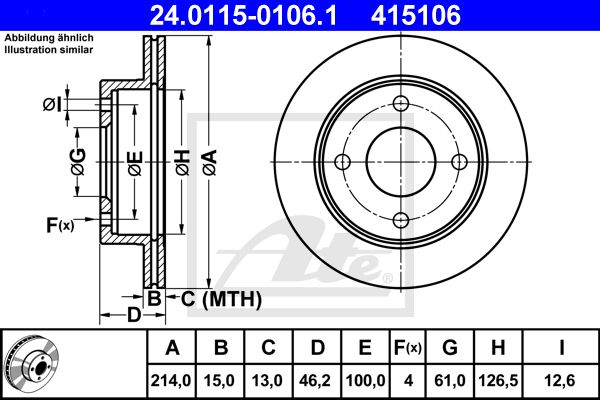 24.0115-0106.1 415106
Abbildung ähnlich
Illustration similar
ØI
ØG
ØE
ØH
ØA
F(x)
B
C (MTH)
D
Ate
®
A B C D E F(x) G H I
214,0 15,0 13,0 46,2 100,0 4 61,0 126,5 12,6